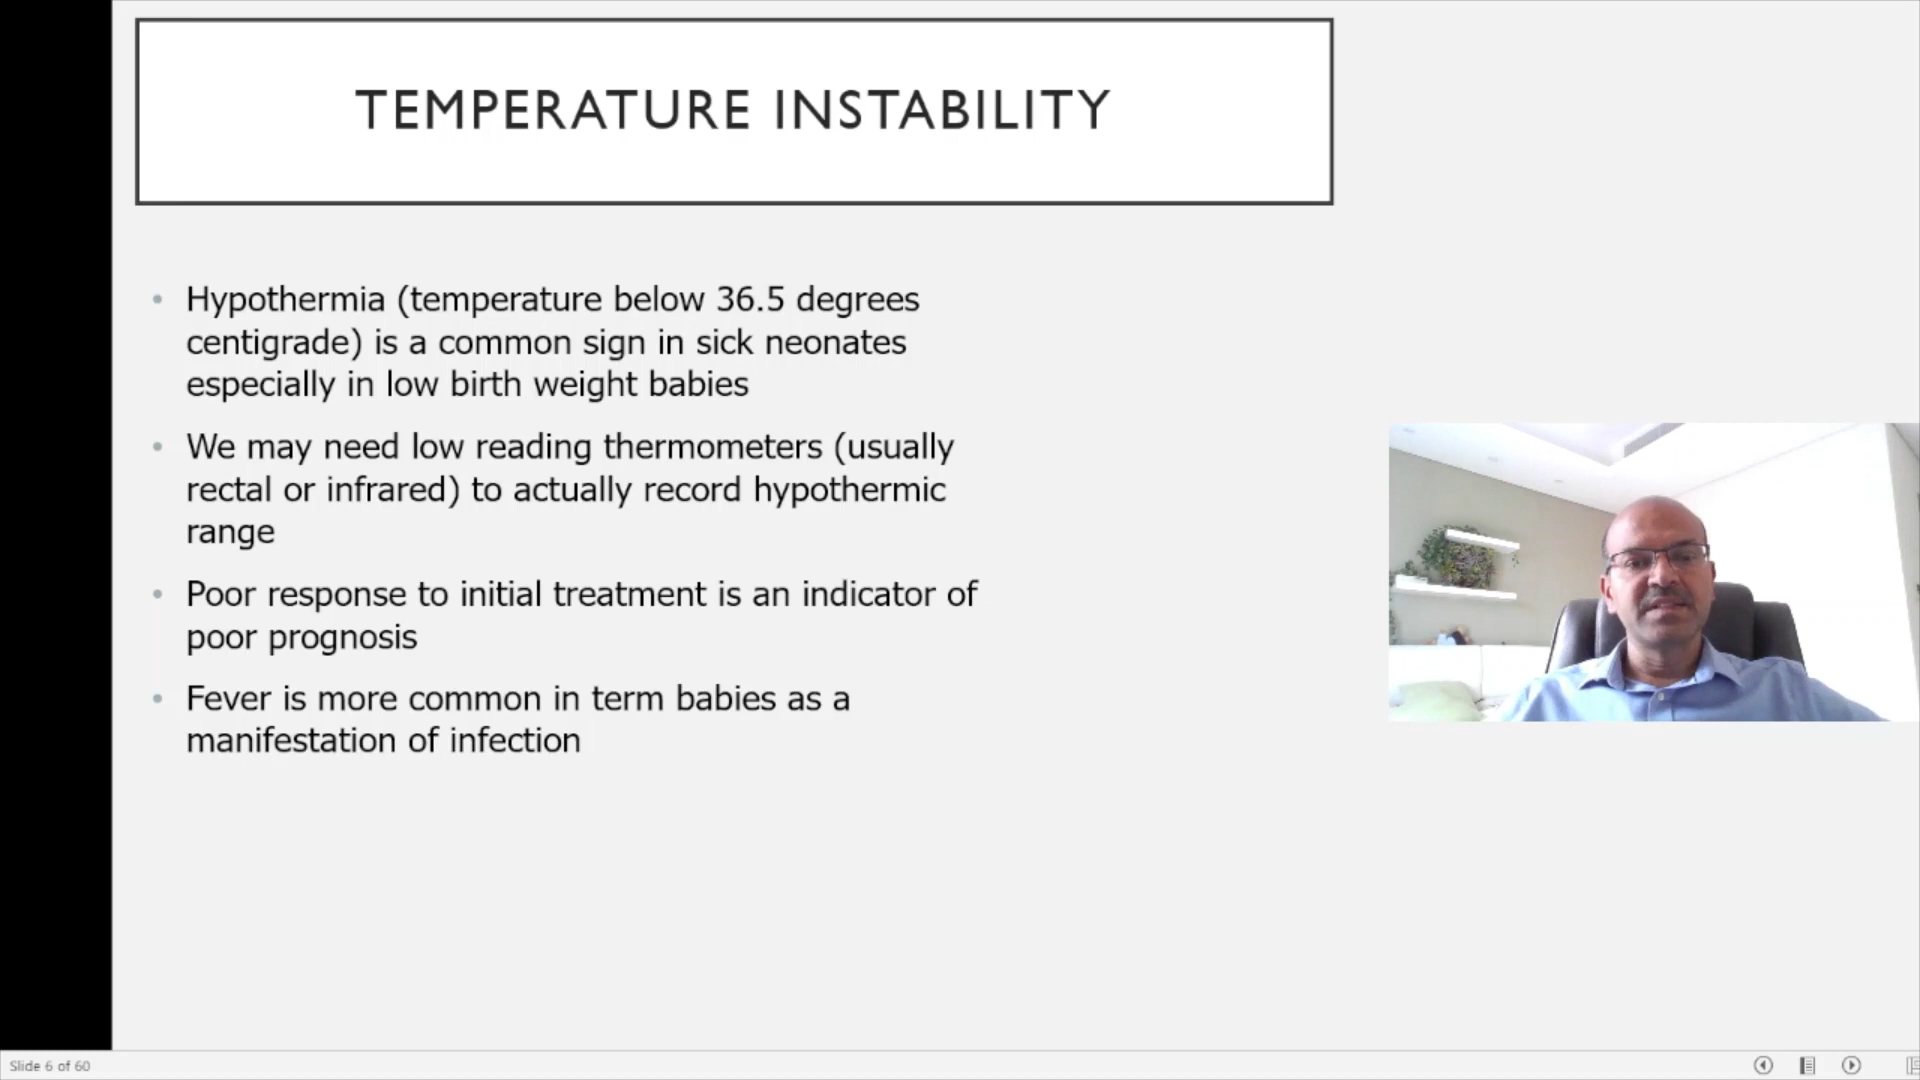 TEMPERATURE INSTABILITY
• Hypothermia (temperature below 36.5 degrees
centigrade) is a common sign in sick neonates
especially in low birth weight babies
• We may need low reading thermometers (usually
rectal or infrared) to actually record hypothermic
range
• Poor response to initial treatment is an indicator of
poor prognosis
• Fever is more common in term babies as a
manifestation of infection
Slide 6 of 60